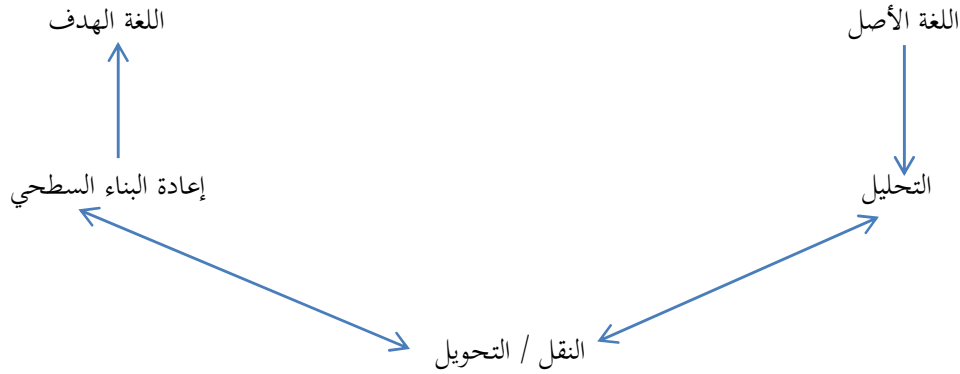 اللغة الأصل
اللغة الهدف
التحليل
إعادة البناء السطحي
النقل / التحويل